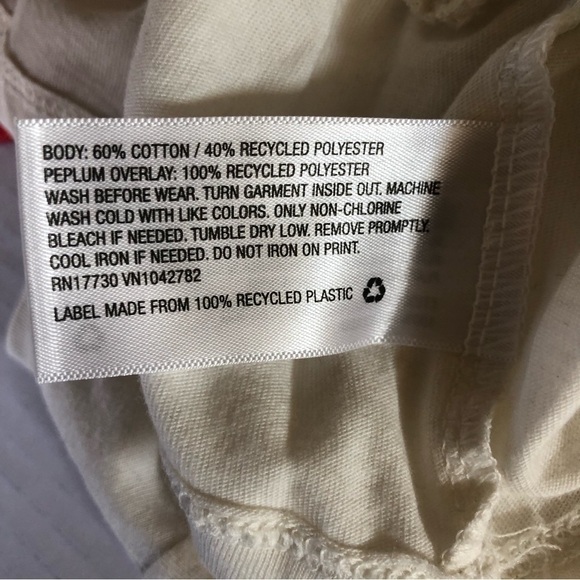 BODY: 60% COTTON / 40% RECYCLED POLYESTER
PEPLUM OVERLAY: 100% RECYCLED POLYESTER
WASH BEFORE WEAR. TURN GARMENT INSIDE OUT. MACHINE
WASH COLD WITH LIKE COLORS. ONLY NON-CHLORINE
BLEACH IF NEEDED. TUMBLE DRY LOW. REMOVE PROMPTLY.
COOL IRON IF NEEDED. DO NOT IRON ON PRINT.
RN17730 VN1042782
LABEL MADE FROM 100% RECYCLED PLASTIC